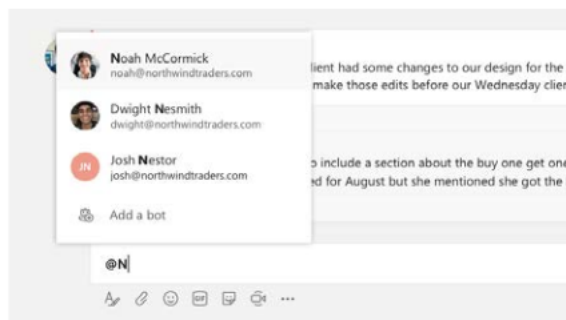 Noah McCormick
noah@northwindtraders.com
lient had some changes to our design for the
Dwight Nesmith
make those edits before our Wednesday clier
dwight@northwindtraders.com
JN
Josh Nestor
josh@northwindtraders.com
o include a section about the buy one get one
ed for August but she mentioned she got the
Add a bot
@N
GIF